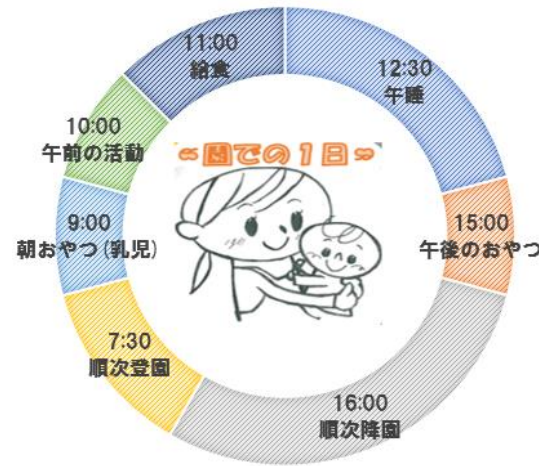 ～園での１日～
7:30
順次登園
9:00
朝おやつ(乳児)
10:00
午前の活動
11:00
給食
12:30
午睡
15:00
午後のおやつ
16:00
順次降園